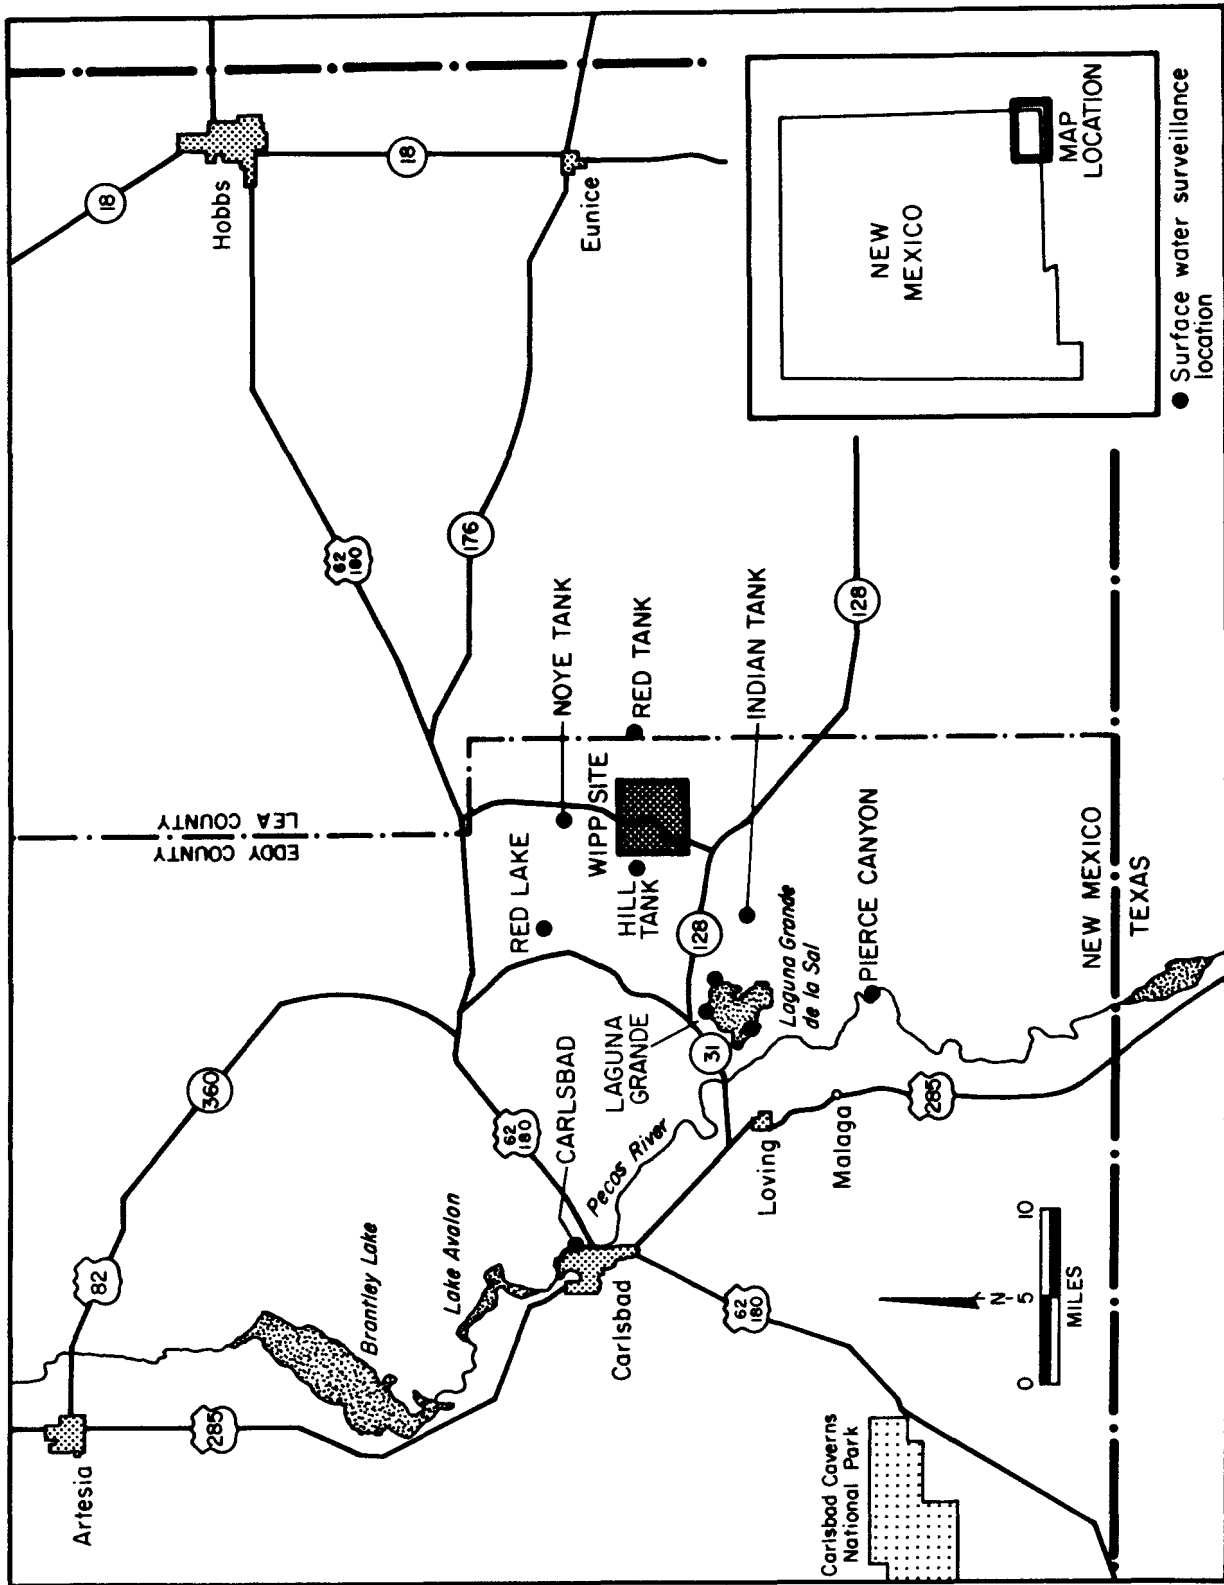 Artesia
18
82
EDDY COUNTY
LEA COUNTY
285
360
Hobbs
Brantley Lake
62
180
18
Lake Avalon
62
180
176
RED LAKE
CARLSBAD
NOYE TANK
Eunice
Carlsbad
Pecos River
LAGUNA
GRANDE
HILL
TANK
WIPP SITE
RED TANK
128
31
62
180
Loving
Laguna Grande
de la Sal
INDIAN TANK
Malaga
PIERCE CANYON
128
Carlsbad Caverns
National Park
285
N
0
5
10
MILES
NEW MEXICO
TEXAS
NEW
MEXICO
MAP
LOCATION
Surface water surveillance
location